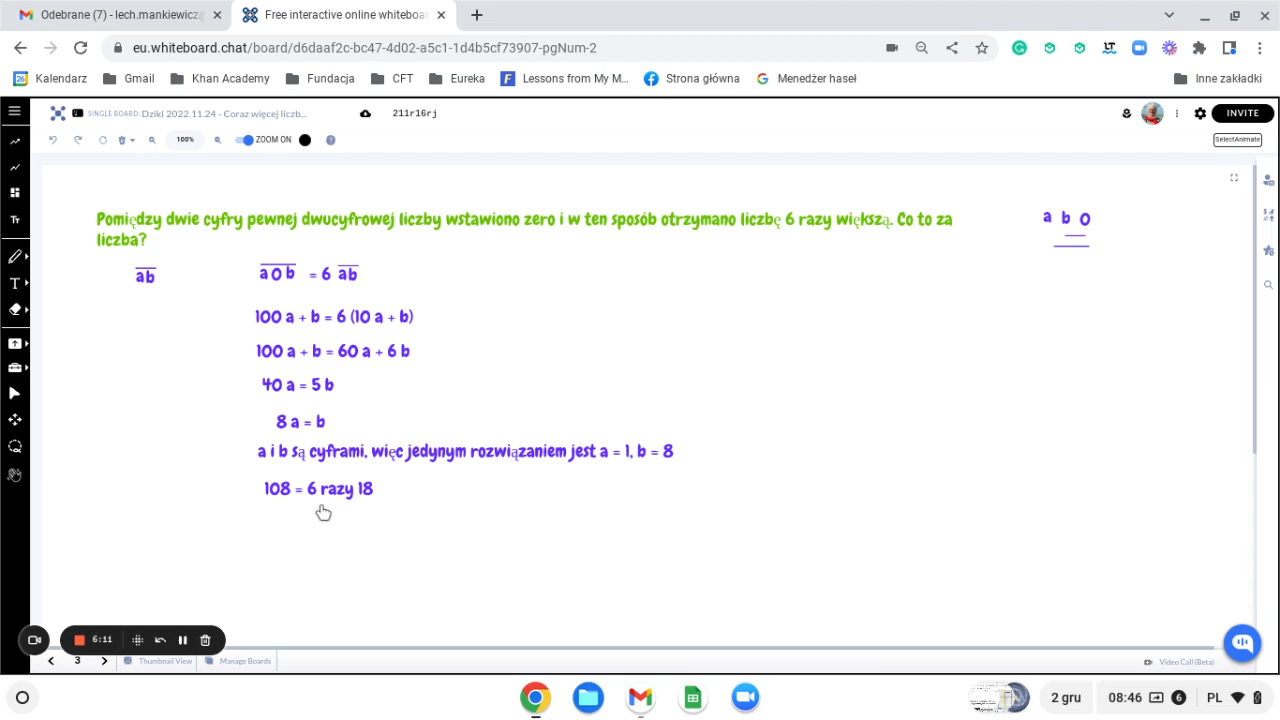 Odebrane (7) - lech.mankiewicz@
Free interactive online whiteboa
eu.whiteboard.chat/board/d6daaf2c-bc47-4d02-a5c1-1d4b5cf73907-pgNum-2
Kalendarz Gmail Khan Academy Fundacja CFT Eureka Lessons from My M... Strona główna Menedżer haseł Inne zakładki
SINGLE BOARD: Dziki 2022.11.24 - Coraz więcej liczb... 211r16rj INVITE
100% ZOOM ON SelectAnimate
Pomiędzy dwie cyfry pewnej dwucyfrowej liczby wstawiono zero i w ten sposób otrzymano liczbę 6 razy większą. Co to za
liczba?
a b 0
ab
a 0 b = 6 ab
100 a + b = 6 (10 a + b)
100 a + b = 60 a + 6 b
40 a = 5 b
8 a = b
a i b są cyframi, więc jedynym rozwiązaniem jest a = 1, b = 8
108 = 6 razy 18
6:11
3 Thumbnail View Manage Boards Video Call (Beta)
2 gru 08:46 6 PL